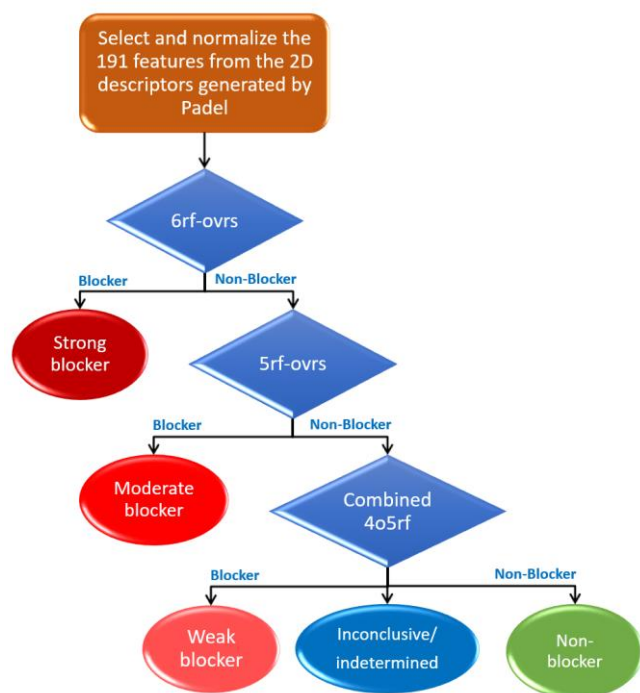 Select and normalize the
191 features from the 2D
descriptors generated by
Padel
6rf-ovrs
Blocker
Non-Blocker
Strong
blocker
5rf-ovrs
Blocker
Non-Blocker
Moderate
blocker
Combined
4o5rf
Blocker
Non-Blocker
Weak
blocker
Inconclusive/
indetermined
Non-
blocker